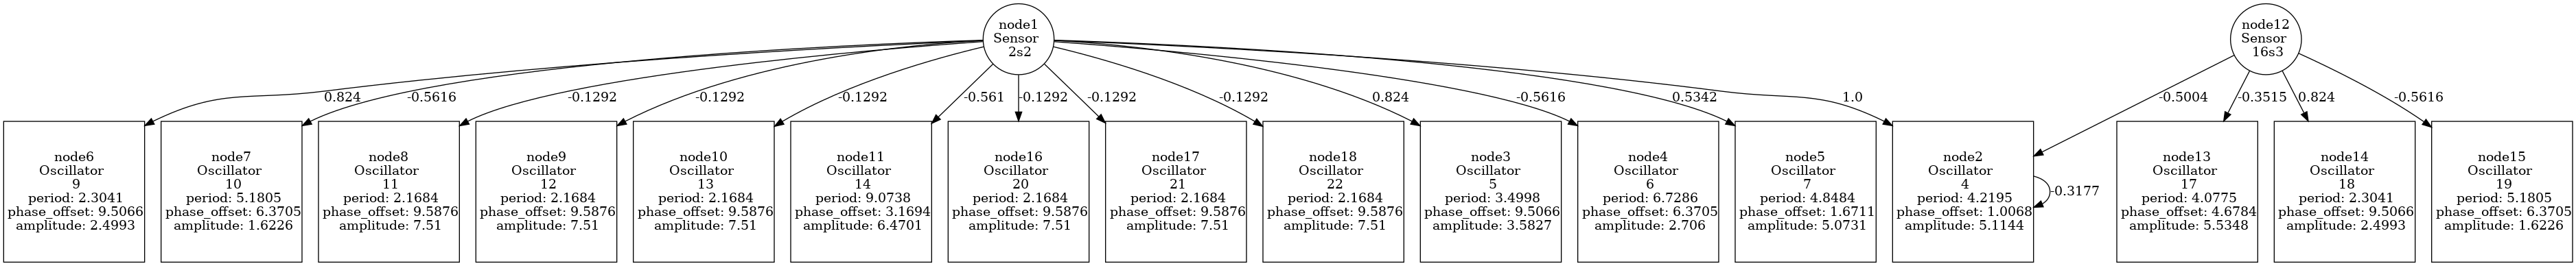 node1
Sensor
2s2
node12
Sensor
16s3
0.824
-0.5616
-0.1292
-0.1292
-0.1292
-0.561
-0.1292
-0.1292
-0.1292
0.824
-0.5616
0.5342
1.0
-0.5004
-0.3515
0.824
-0.5616
node6
Oscillator
9
period: 2.3041
phase_offset: 9.5066
amplitude: 2.4993
node7
Oscillator
10
period: 5.1805
phase_offset: 6.3705
amplitude: 1.6226
node8
Oscillator
11
period: 2.1684
phase_offset: 9.5876
amplitude: 7.51
node9
Oscillator
12
period: 2.1684
phase_offset: 9.5876
amplitude: 7.51
node10
Oscillator
13
period: 2.1684
phase_offset: 9.5876
amplitude: 7.51
node11
Oscillator
14
period: 9.0738
phase_offset: 3.1694
amplitude: 6.4701
node16
Oscillator
20
period: 2.1684
phase_offset: 9.5876
amplitude: 7.51
node17
Oscillator
21
period: 2.1684
phase_offset: 9.5876
amplitude: 7.51
node18
Oscillator
22
period: 2.1684
phase_offset: 9.5876
amplitude: 7.51
node3
Oscillator
5
period: 3.4998
phase_offset: 9.5066
amplitude: 3.5827
node4
Oscillator
6
period: 6.7286
phase_offset: 6.3705
amplitude: 2.706
node5
Oscillator
7
period: 4.8484
phase_offset: 1.6711
amplitude: 5.0731
node2
Oscillator
4
period: 4.2195
phase_offset: 1.0068
amplitude: 5.1144
-0.3177
node13
Oscillator
17
period: 4.0775
phase_offset: 4.6784
amplitude: 5.5348
node14
Oscillator
18
period: 2.3041
phase_offset: 9.5066
amplitude: 2.4993
node15
Oscillator
19
period: 5.1805
phase_offset: 6.3705
amplitude: 1.6226